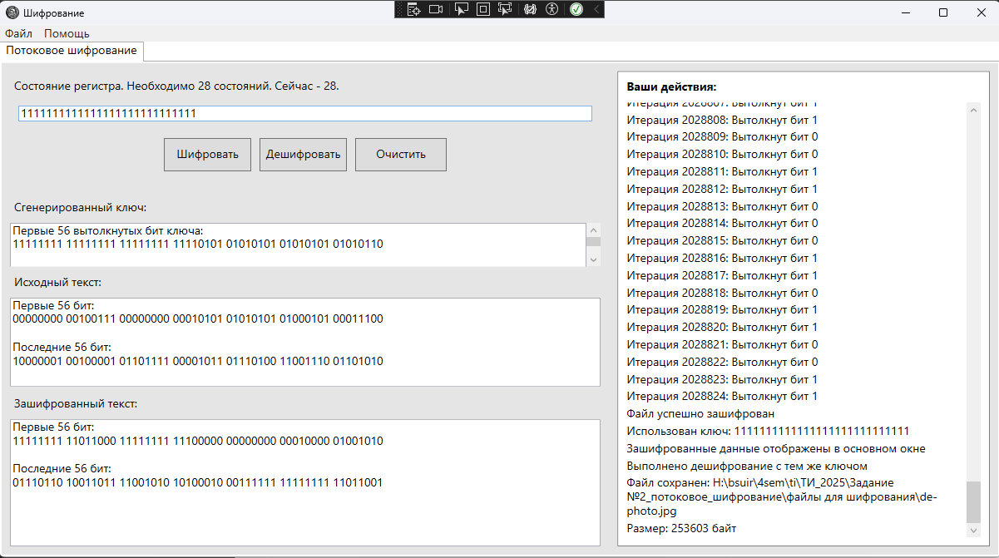 Шифрование
Файл Помощь
Потоковое шифрование
Состояние регистра. Необходимо 28 состояний. Сейчас - 28.
1111111111111111111111111111
Шифровать Дешифровать Очистить
Сгенерированный ключ:
Первые 56 вытолкнутых бит ключа:
11111111 11111111 11111111 11110101 01010101 01010101 01010110
Исходный текст:
Первые 56 бит:
00000000 00100111 00000000 00010101 01010101 01000101 00011100
Последние 56 бит:
10000001 00100001 01101111 00001011 01110100 11001110 01101010
Зашифрованный текст:
Первые 56 бит:
11111111 11011000 11111111 11100000 00000000 00010000 01001010
Последние 56 бит:
01110110 10011011 11001010 10100010 00111111 11111111 11011001
Ваши действия:
Итерация 2028807: Вытолкнут бит 1
Итерация 2028808: Вытолкнут бит 1
Итерация 2028809: Вытолкнут бит 0
Итерация 2028810: Вытолкнут бит 0
Итерация 2028811: Вытолкнут бит 1
Итерация 2028812: Вытолкнут бит 1
Итерация 2028813: Вытолкнут бит 0
Итерация 2028814: Вытолкнут бит 0
Итерация 2028815: Вытолкнут бит 0
Итерация 2028816: Вытолкнут бит 1
Итерация 2028817: Вытолкнут бит 1
Итерация 2028818: Вытолкнут бит 0
Итерация 2028819: Вытолкнут бит 1
Итерация 2028820: Вытолкнут бит 1
Итерация 2028821: Вытолкнут бит 0
Итерация 2028822: Вытолкнут бит 0
Итерация 2028823: Вытолкнут бит 1
Итерация 2028824: Вытолкнут бит 1
Файл успешно зашифрован
Использован ключ: 1111111111111111111111111111
Зашифрованные данные отображены в основном окне
Выполнено дешифрование с тем же ключом
Файл сохранен: H:\bsuir\4sem\ti\ТИ_2025\Задание
№2_потоковое_шифрование\файлы для шифрования\de-
photo.jpg
Размер: 253603 байт